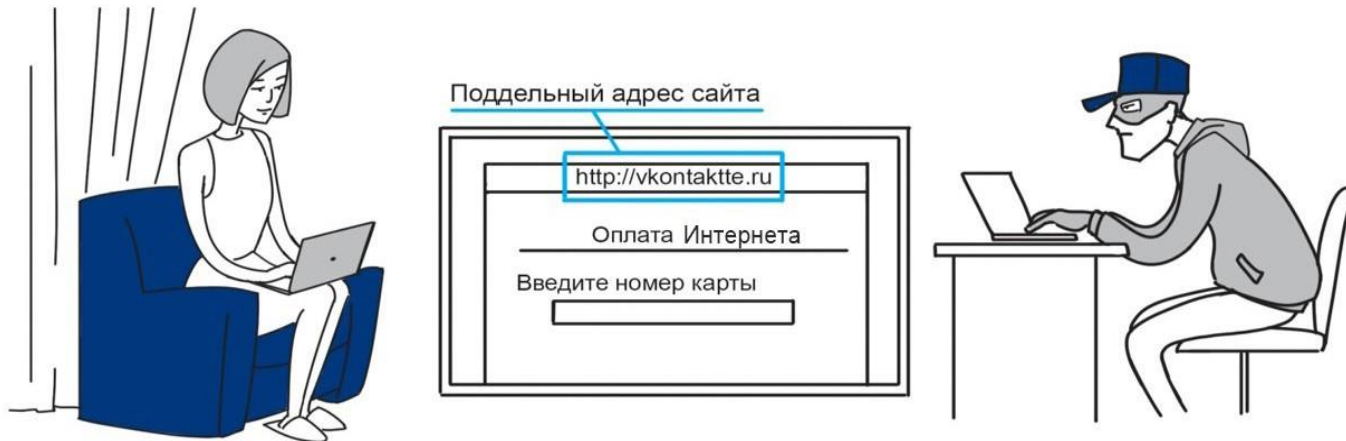 Поддельный адрес сайта
http://vkontaktte.ru
Оплата Интернета
Введите номер карты